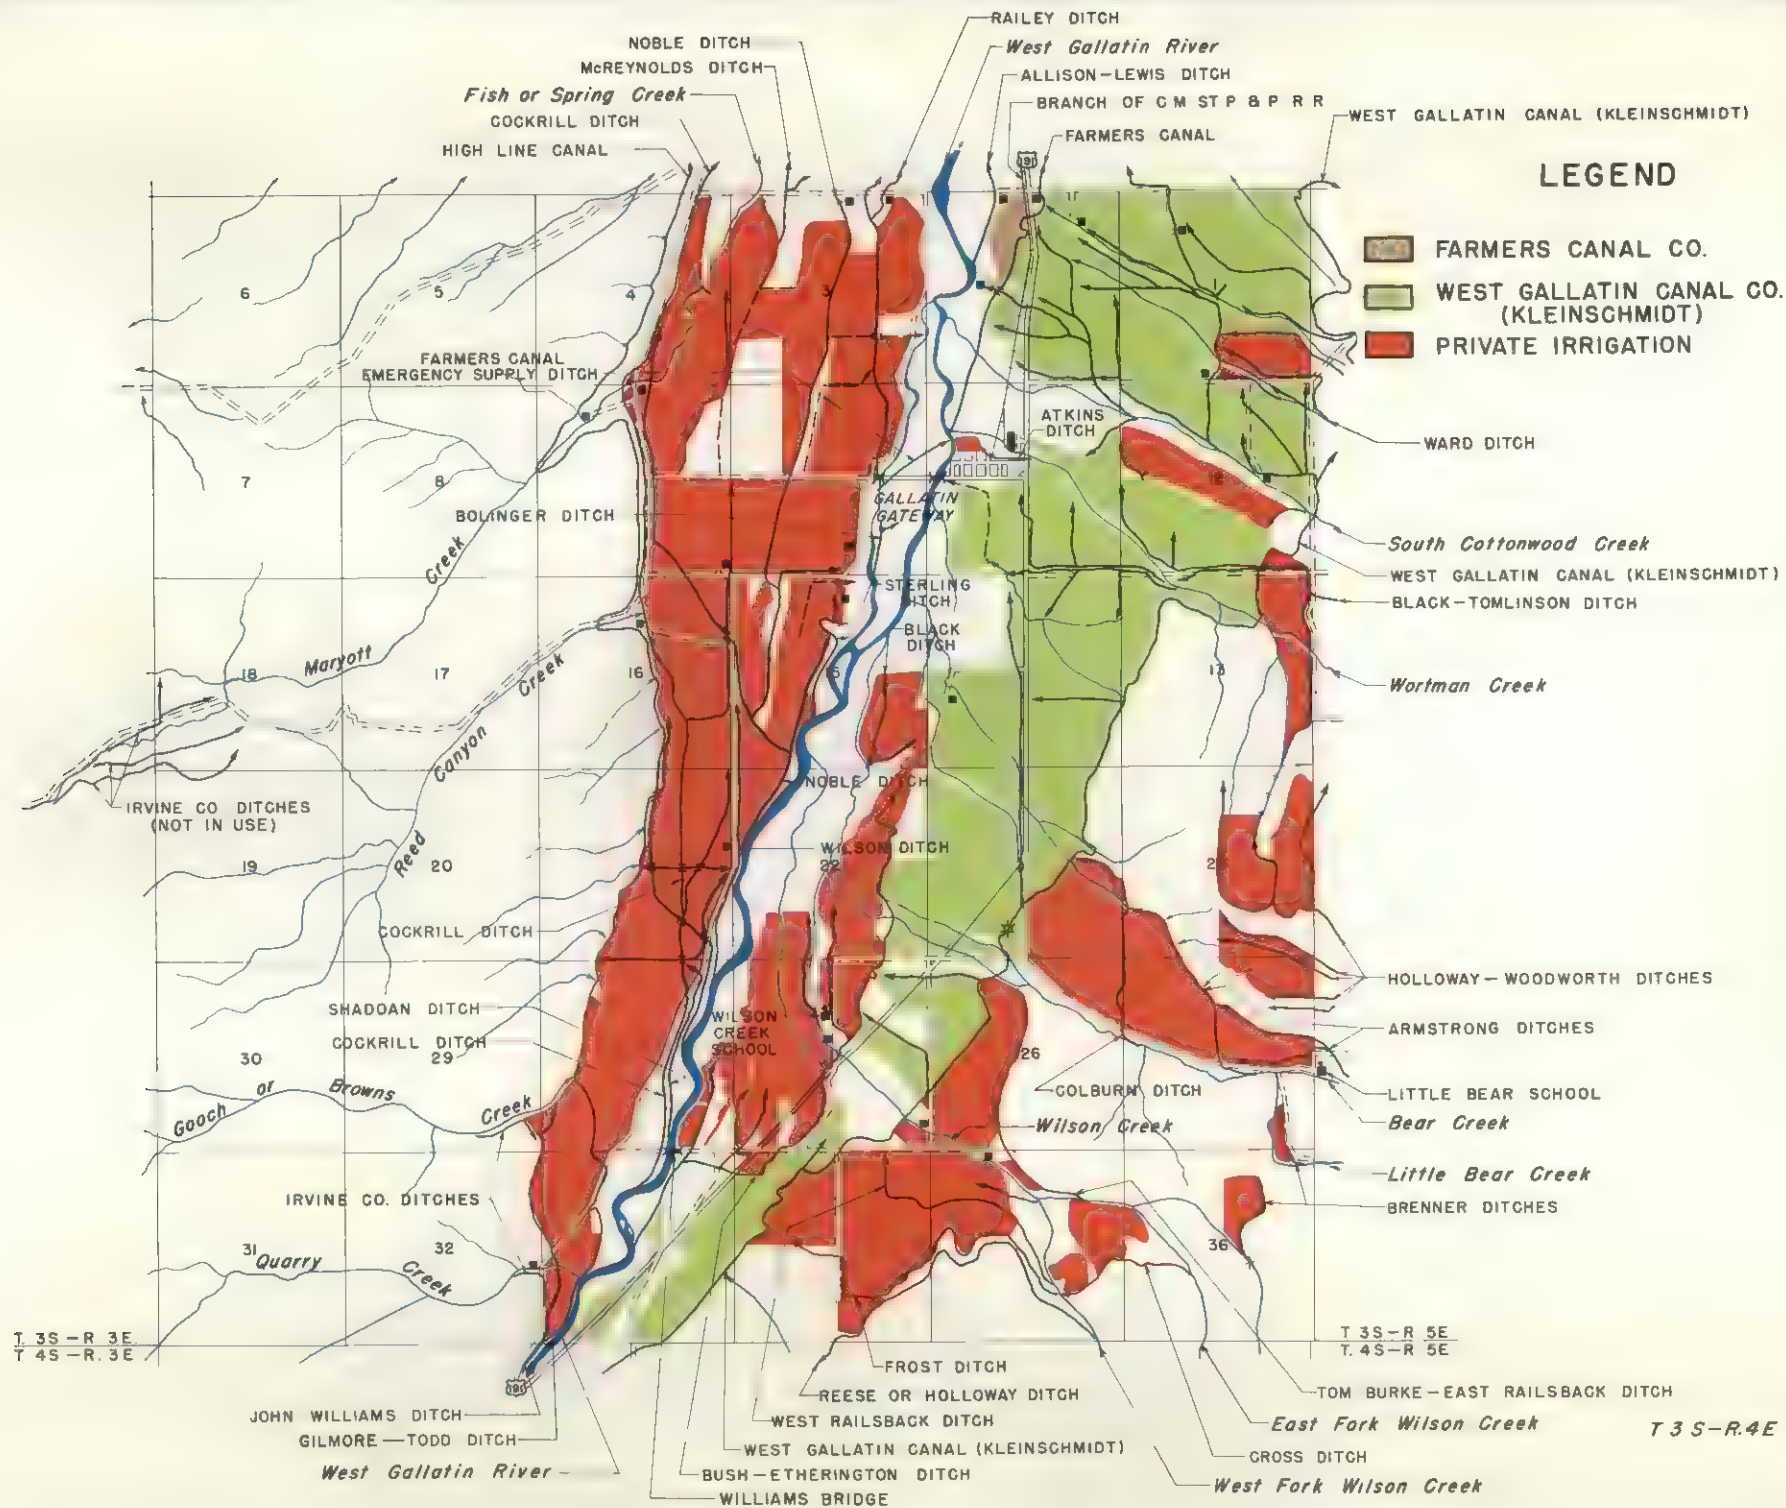 RAILEY DITCH
NOBLE DITCH
West Gallatin River
McREYNOLDS DITCH
ALLISON-LEWIS DITCH
Fish or Spring Creek
BRANCH OF C M ST P & P R R
COCKRILL DITCH
WEST GALLATIN CANAL (KLEINSCHMIDT)
FARMERS CANAL
HIGH LINE CANAL
191
LEGEND
FARMERS CANAL CO.
WEST GALLATIN CANAL CO.
(KLEINSCHMIDT)
PRIVATE IRRIGATION
6
5
4
3
1
FARMERS CANAL
EMERGENCY SUPPLY DITCH
ATKINS
DITCH
WARD DITCH
7
8
12
GALLATIN
GATEWAY
BOLINGER DITCH
South Cottonwood Creek
WEST GALLATIN CANAL (KLEINSCHMIDT)
STERLING
DITCH
BLACK-TOMLINSON DITCH
BLACK
DITCH
Maryott Creek
18
17
16
15
13
Wortman Creek
Reed Canyon Creek
NOBLE DITCH
IRVINE CO DITCHES
(NOT IN USE)
WILSON DITCH
19
20
22
COCKRILL DITCH
HOLLOWAY-WOODWORTH DITCHES
SHADOAN DITCH
WILSON
CREEK
SCHOOL
ARMSTRONG DITCHES
COCKRILL DITCH
30
29
26
COLBURN DITCH
LITTLE BEAR SCHOOL
Gooch or Browns Creek
Wilson Creek
Bear Creek
Little Bear Creek
IRVINE CO. DITCHES
BRENNER DITCHES
31
32
36
Quarry Creek
T. 3S-R 3E
T 4S-R. 3E
T 3S-R 5E
T. 4S-R 5E
191
FROST DITCH
REESE OR HOLLOWAY DITCH
TOM BURKE-EAST RAILSBACK DITCH
JOHN WILLIAMS DITCH
WEST RAILSBACK DITCH
East Fork Wilson Creek
T 3 S-R.4E
GILMORE-TODD DITCH
WEST GALLATIN CANAL (KLEINSCHMIDT)
CROSS DITCH
West Gallatin River
BUSH-ETHERINGTON DITCH
West Fork Wilson Creek
WILLIAMS BRIDGE